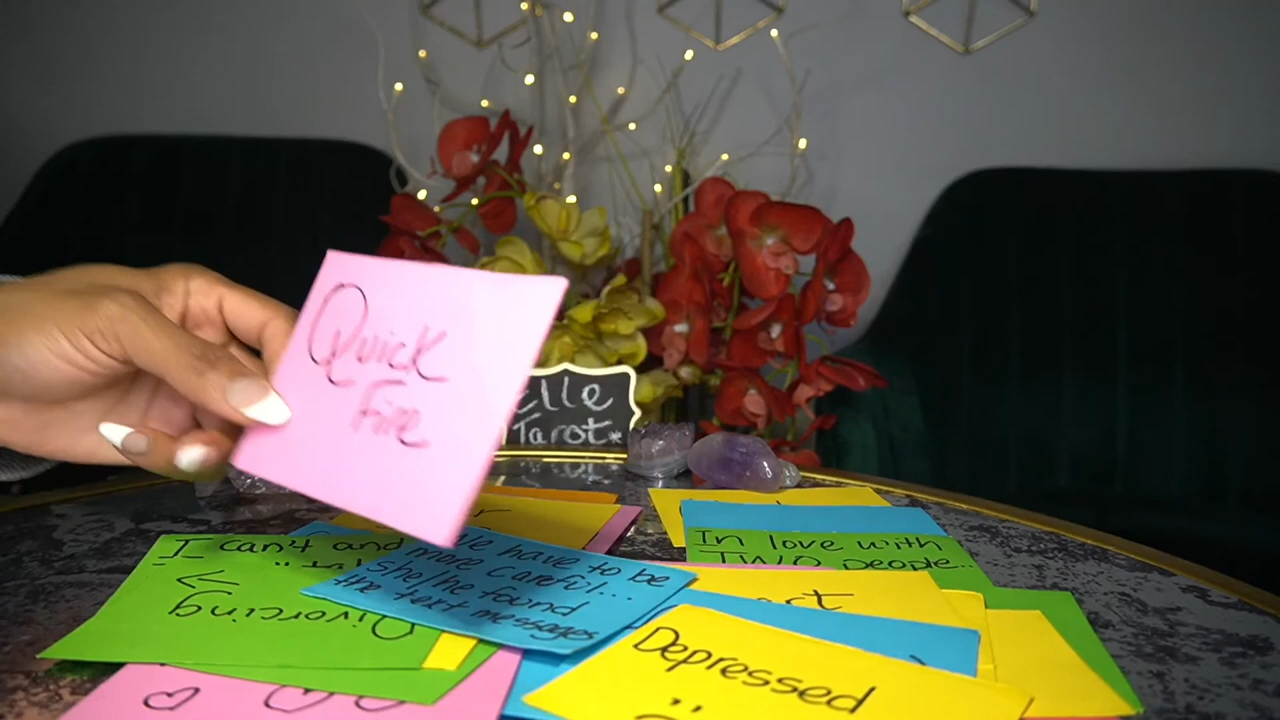 Quick
Fire
elle
Tarot*
In love with
TWO people..
I can't and
We have to be
more careful...
she/he found
the text messages
Divorcing
Depressed